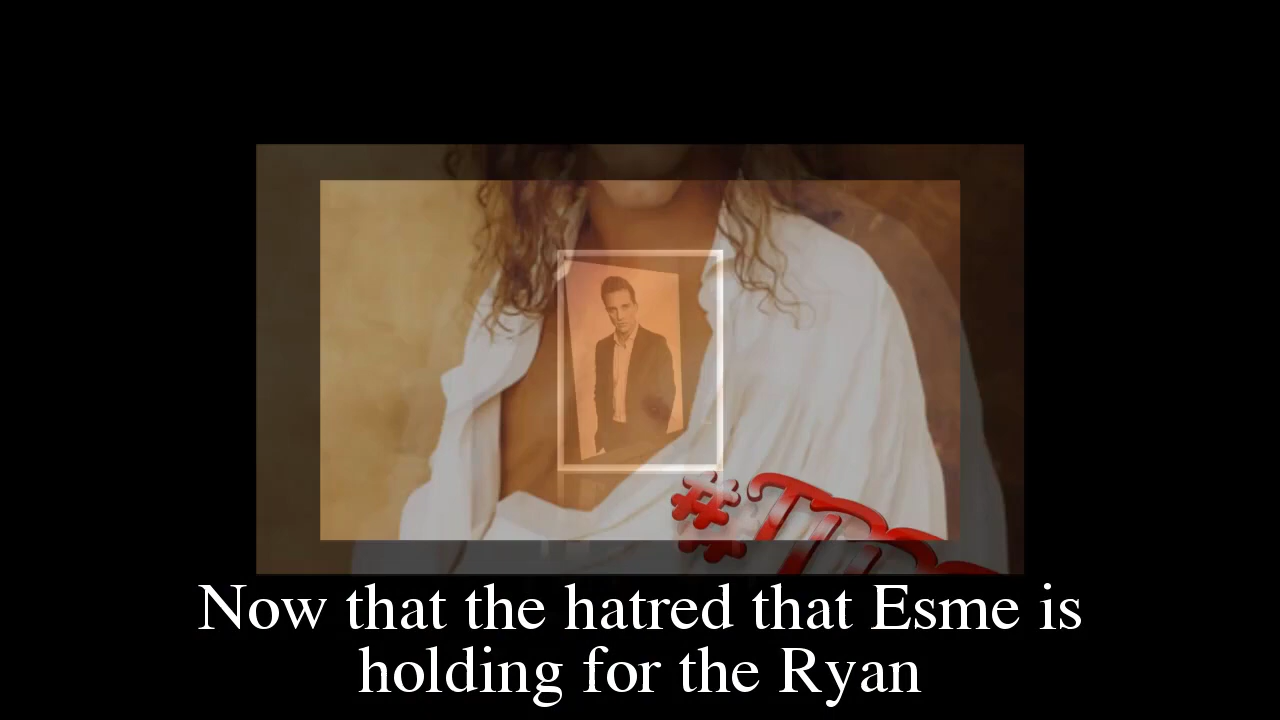 Now that the hatred that Esme is
holding for the Ryan